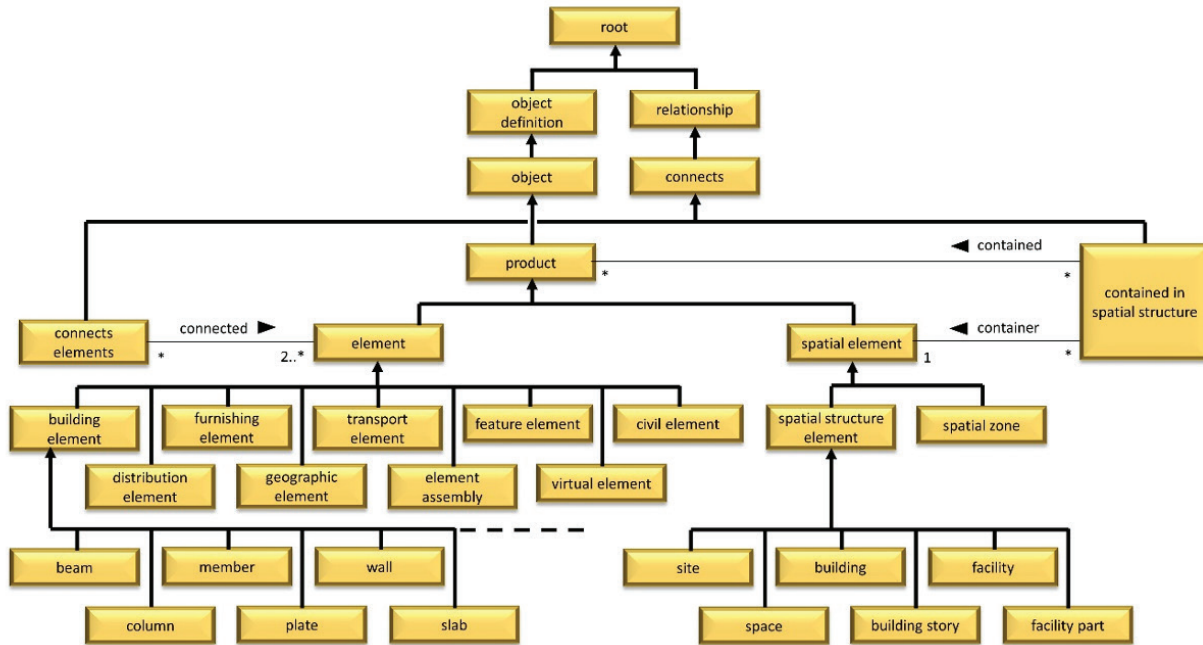 root
object
definition
relationship
object
connects
product
◄ contained
*
*
contained in
spatial structure
connects
elements
connected ►
*
2..*
element
spatial element
◄ container
1
*
building
element
furnishing
element
transport
element
feature element
civil element
spatial structure
element
spatial zone
distribution
element
geographic
element
element
assembly
virtual element
beam
member
wall
site
building
facility
column
plate
slab
space
building story
facility part